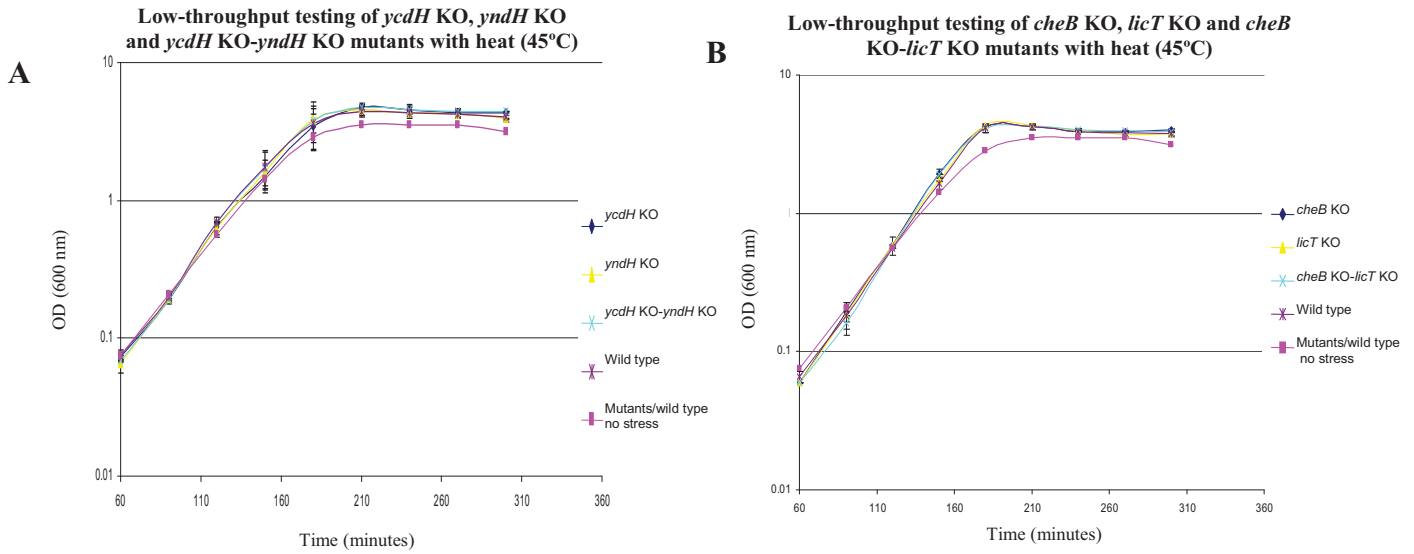 Low-throughput testing of ycdH KO, yndH KO
and ycdH KO-yndH KO mutants with heat (45ºC)
A
OD (600 nm)
10
1
0.1
0.01
60
110
160
210
260
310
360
Time (minutes)
ycdH KO
yndH KO
ycdH KO-yndH KO
Wild type
Mutants/wild type
no stress
Low-throughput testing of cheB KO, licT KO and cheB
KO-licT KO mutants with heat (45ºC)
B
OD (600 nm)
10
1
0.1
0.01
60
110
160
210
260
310
360
Time (minutes)
cheB KO
licT KO
cheB KO-licT KO
Wild type
Mutants/wild type
no stress